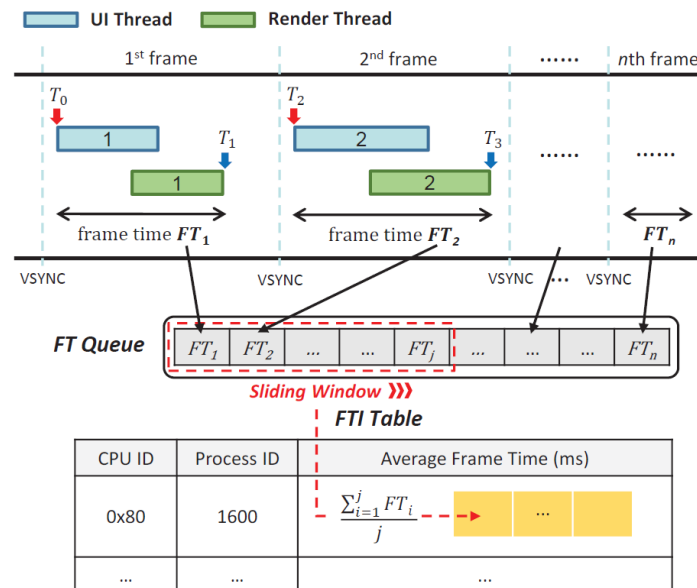 UI Thread Render Thread
1st frame 2nd frame ...... nth frame
T0 T2
T1 T3
1 2
1 2
...... ......
frame time FT1 frame time FT2 FTn
VSYNC VSYNC VSYNC ... VSYNC
FT Queue FT1 FT2 ... ... FTj ... ... ... FTn
Sliding Window
FTI Table
CPU ID Process ID Average Frame Time (ms)
0x80 1600 ∑ⱼi=1 FTi / j ...
... ... ...